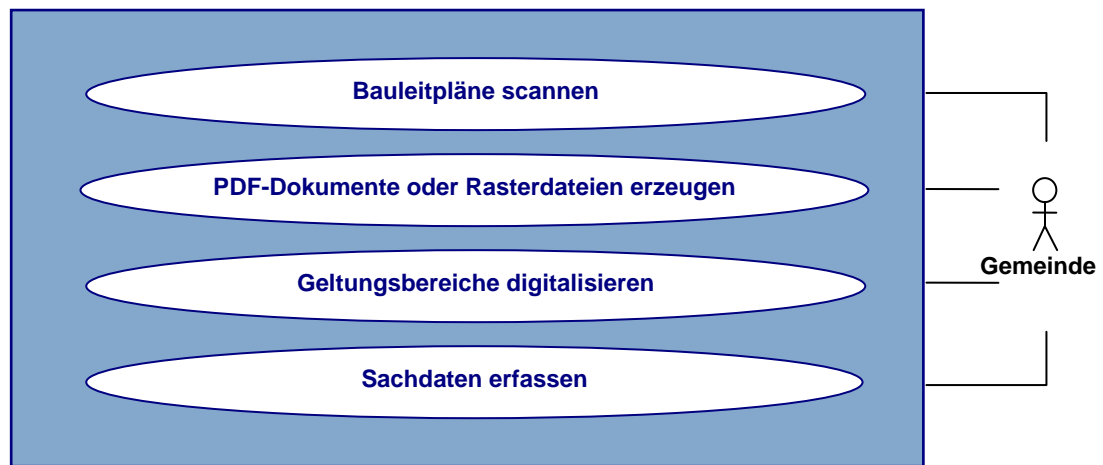 Bauleitpläne scannen
PDF-Dokumente oder Rasterdateien erzeugen
Geltungsbereiche digitalisieren
Gemeinde
Sachdaten erfassen